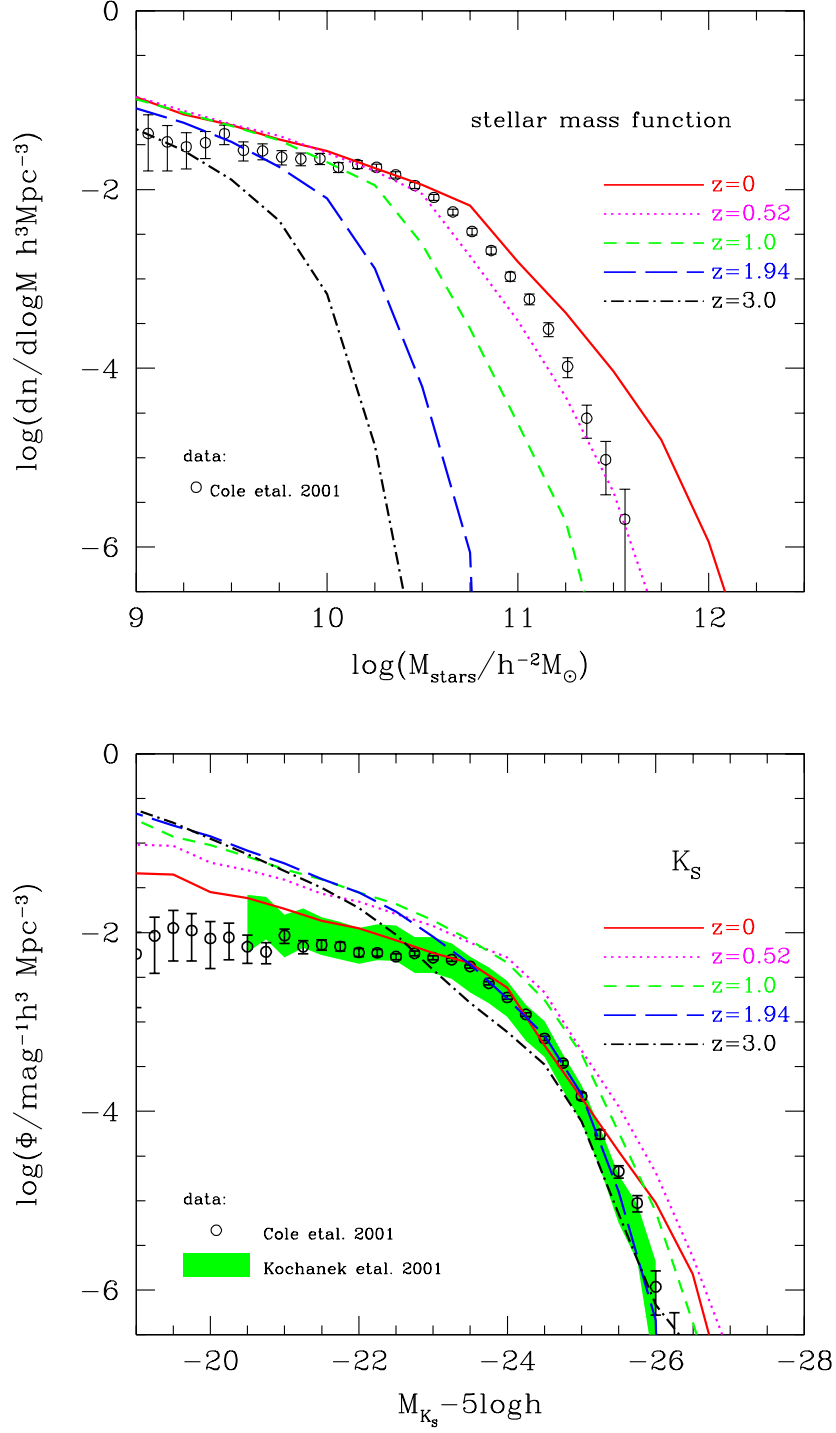 0
−2
−4
−6
log(dn/dlogM h³Mpc⁻³)
stellar mass function
z=0
z=0.52
z=1.0
z=1.94
z=3.0
data:
Cole etal. 2001
9
10
11
12
log(M_stars/h⁻²M_⊙)
0
−2
−4
−6
log(Φ/mag⁻¹h³ Mpc⁻³)
K_S
z=0
z=0.52
z=1.0
z=1.94
z=3.0
data:
Cole etal. 2001
Kochanek etal. 2001
−20
−22
−24
−26
−28
M_{K_S}−5logh